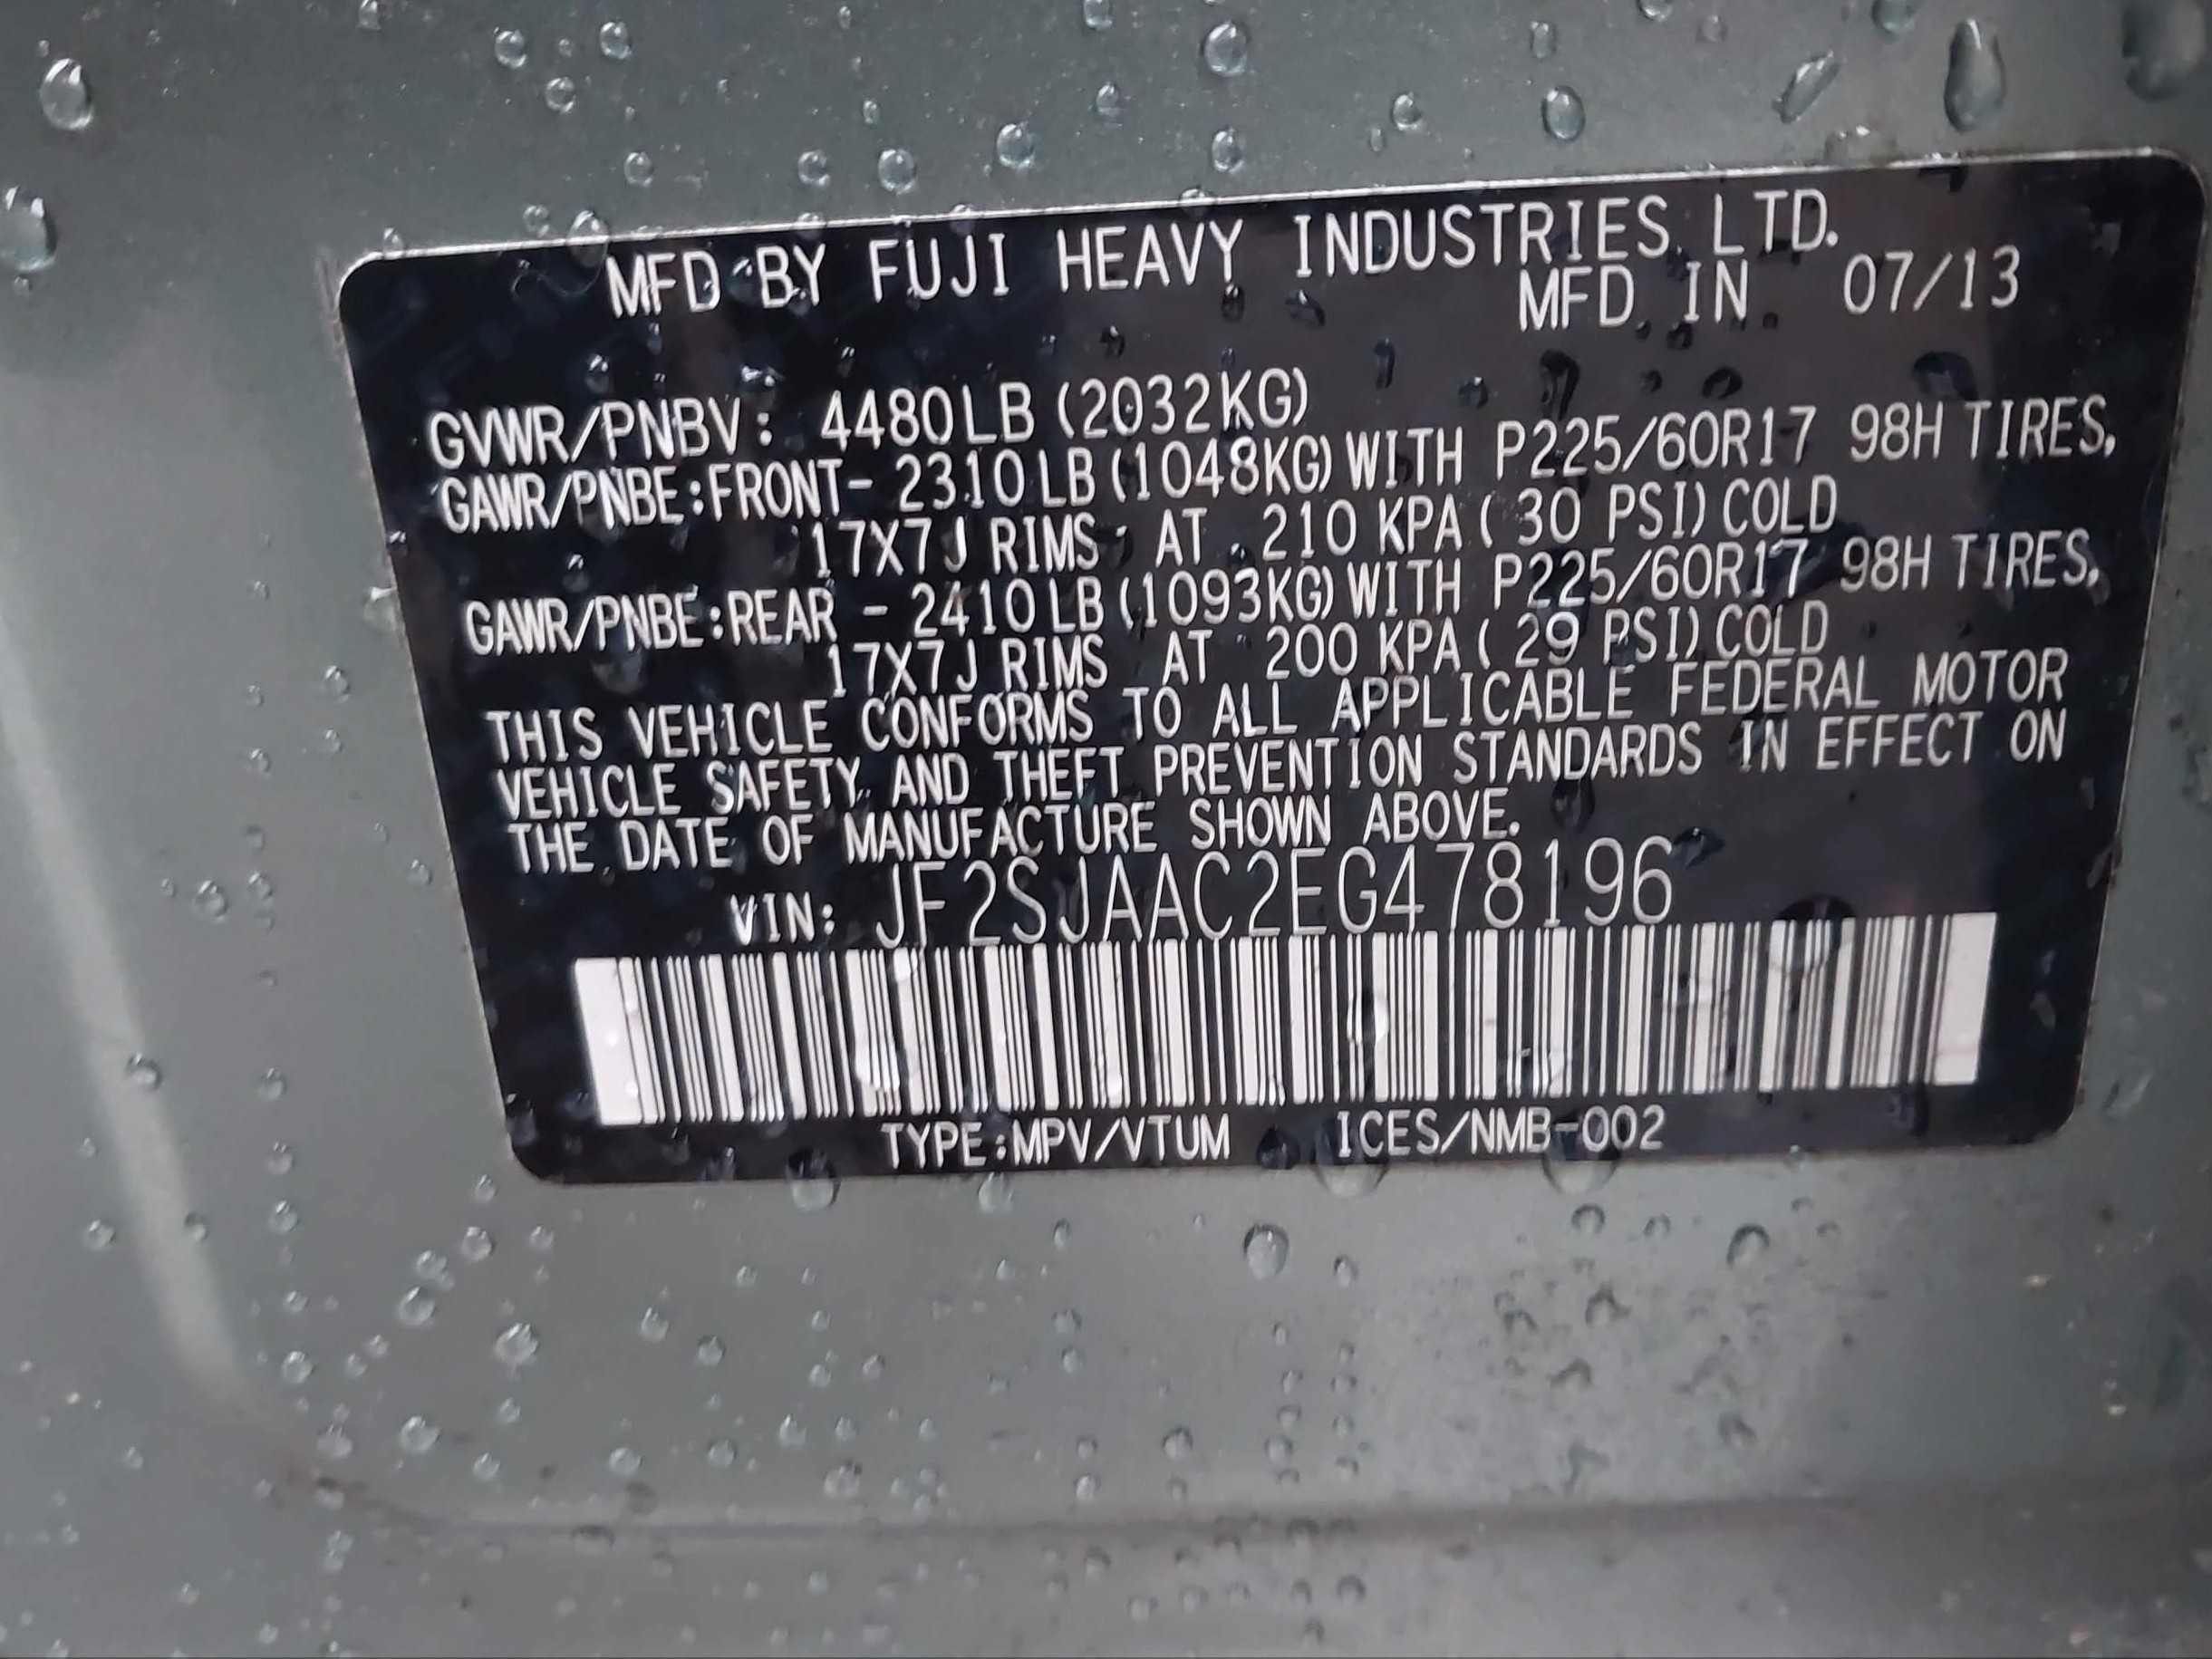 MFD BY FUJI HEAVY INDUSTRIES, LTD.
MFD IN 07/13
GVWR/PNBV: 4480LB (2032KG)
GAWR/PNBE:FRONT- 2310LB (1048KG) WITH P225/60R17 98H TIRES,
17X7J RIMS AT 210 KPA ( 30 PSI) COLD
GAWR/PNBE:REAR - 2410LB (1093KG) WITH P225/60R17 98H TIRES,
17X7J RIMS AT 200 KPA ( 29 PSI) COLD
THIS VEHICLE CONFORMS TO ALL APPLICABLE FEDERAL MOTOR
VEHICLE SAFETY AND THEFT PREVENTION STANDARDS IN EFFECT ON
THE DATE OF MANUFACTURE SHOWN ABOVE.
VIN: JF2SJAAC2EG478196
TYPE:MPV/VTUM ICES/NMB-002